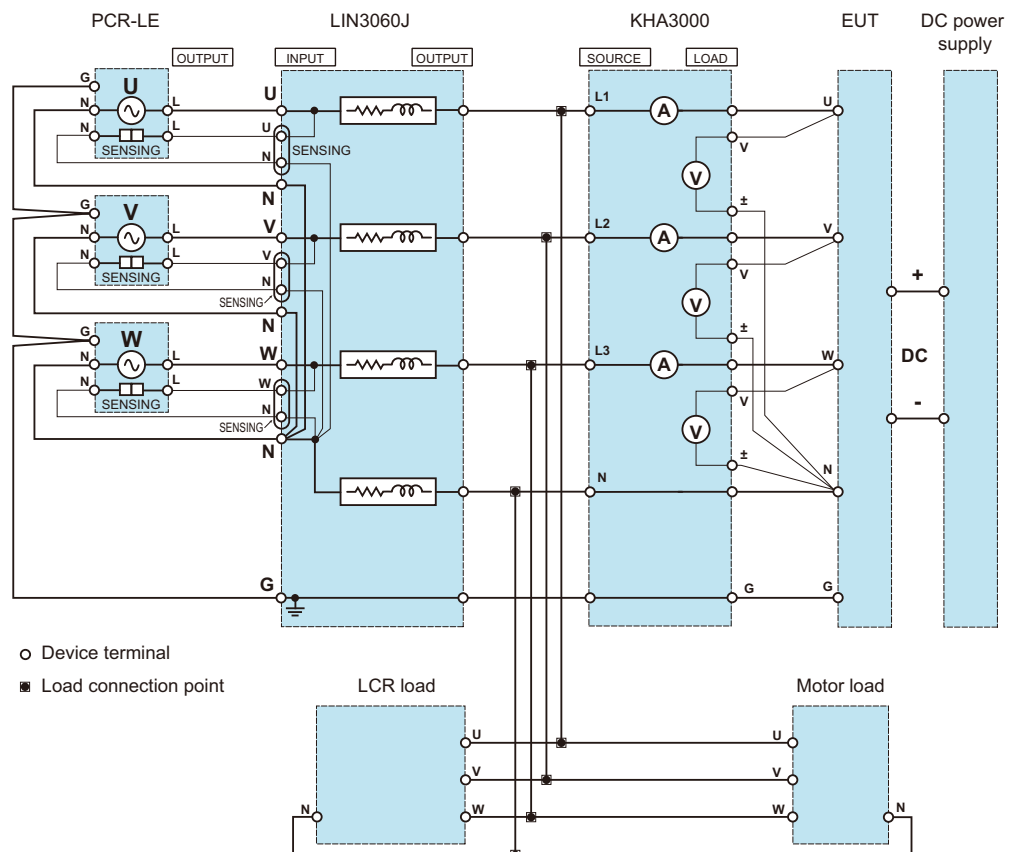 PCR-LE LIN3060J KHA3000 EUT DC power supply
OUTPUT INPUT OUTPUT SOURCE LOAD
G U
N L U L1 A U
N L U V
SENSING N SENSING V
N ±
G V V L2 A V
N L
N L V V
SENSING N V
SENSING +
N ±
G W W L3 A W DC
N L
N L W V
SENSING N -
SENSING V
N ± N
N
G G G
Device terminal
Load connection point
LCR load Motor load
U U
V V
N W W N